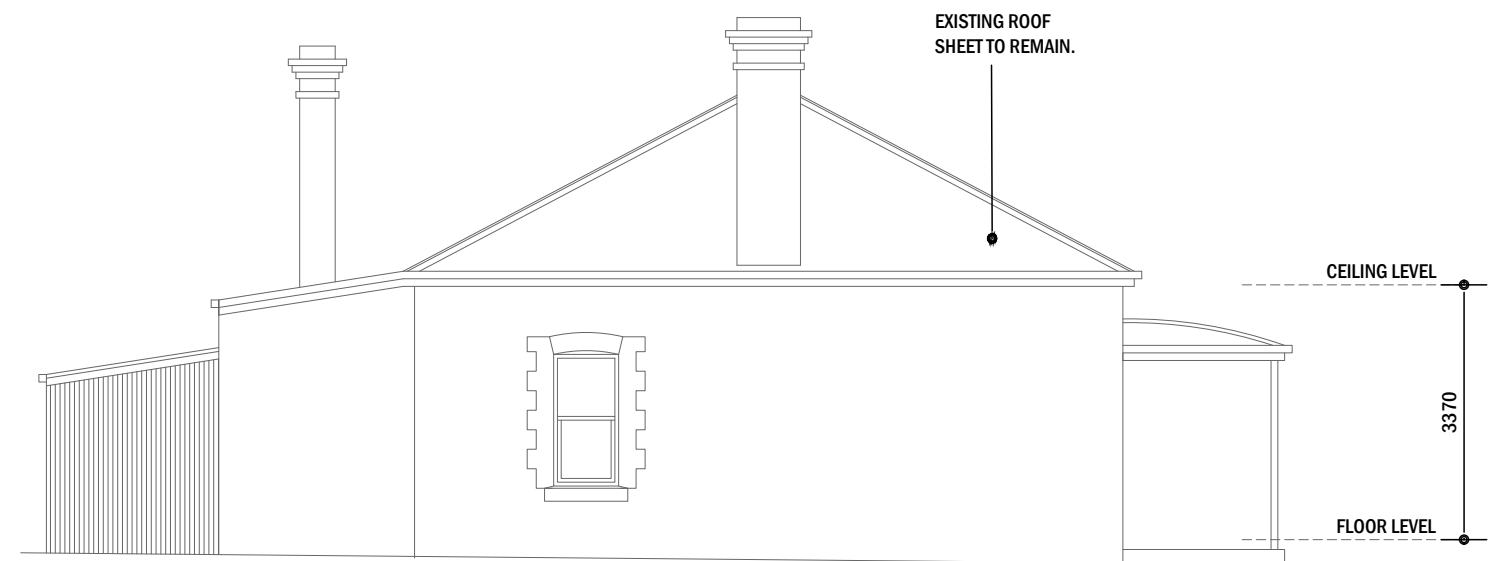 EXISTING ROOF
SHEET TO REMAIN.
CEILING LEVEL
3370
FLOOR LEVEL